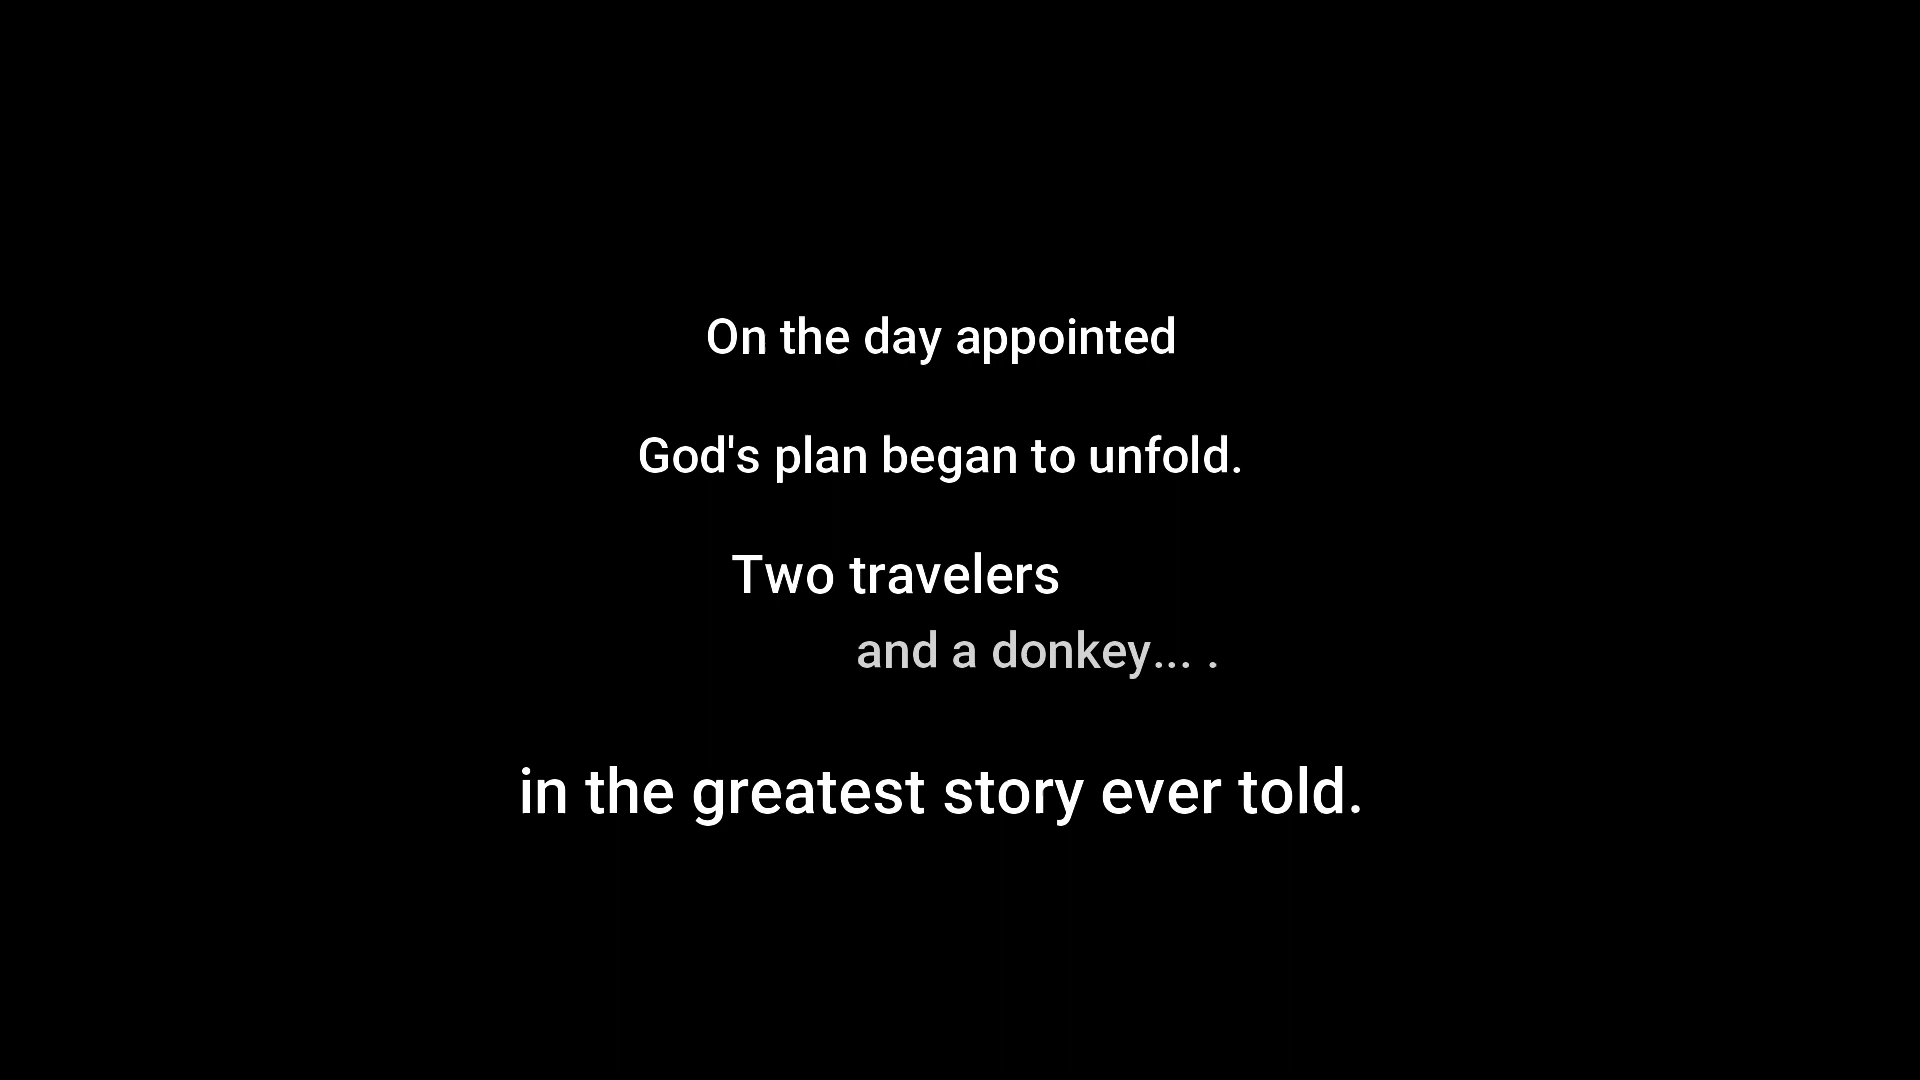 On the day appointed
God's plan began to unfold.
Two travelers
and a donkey... .
in the greatest story ever told.